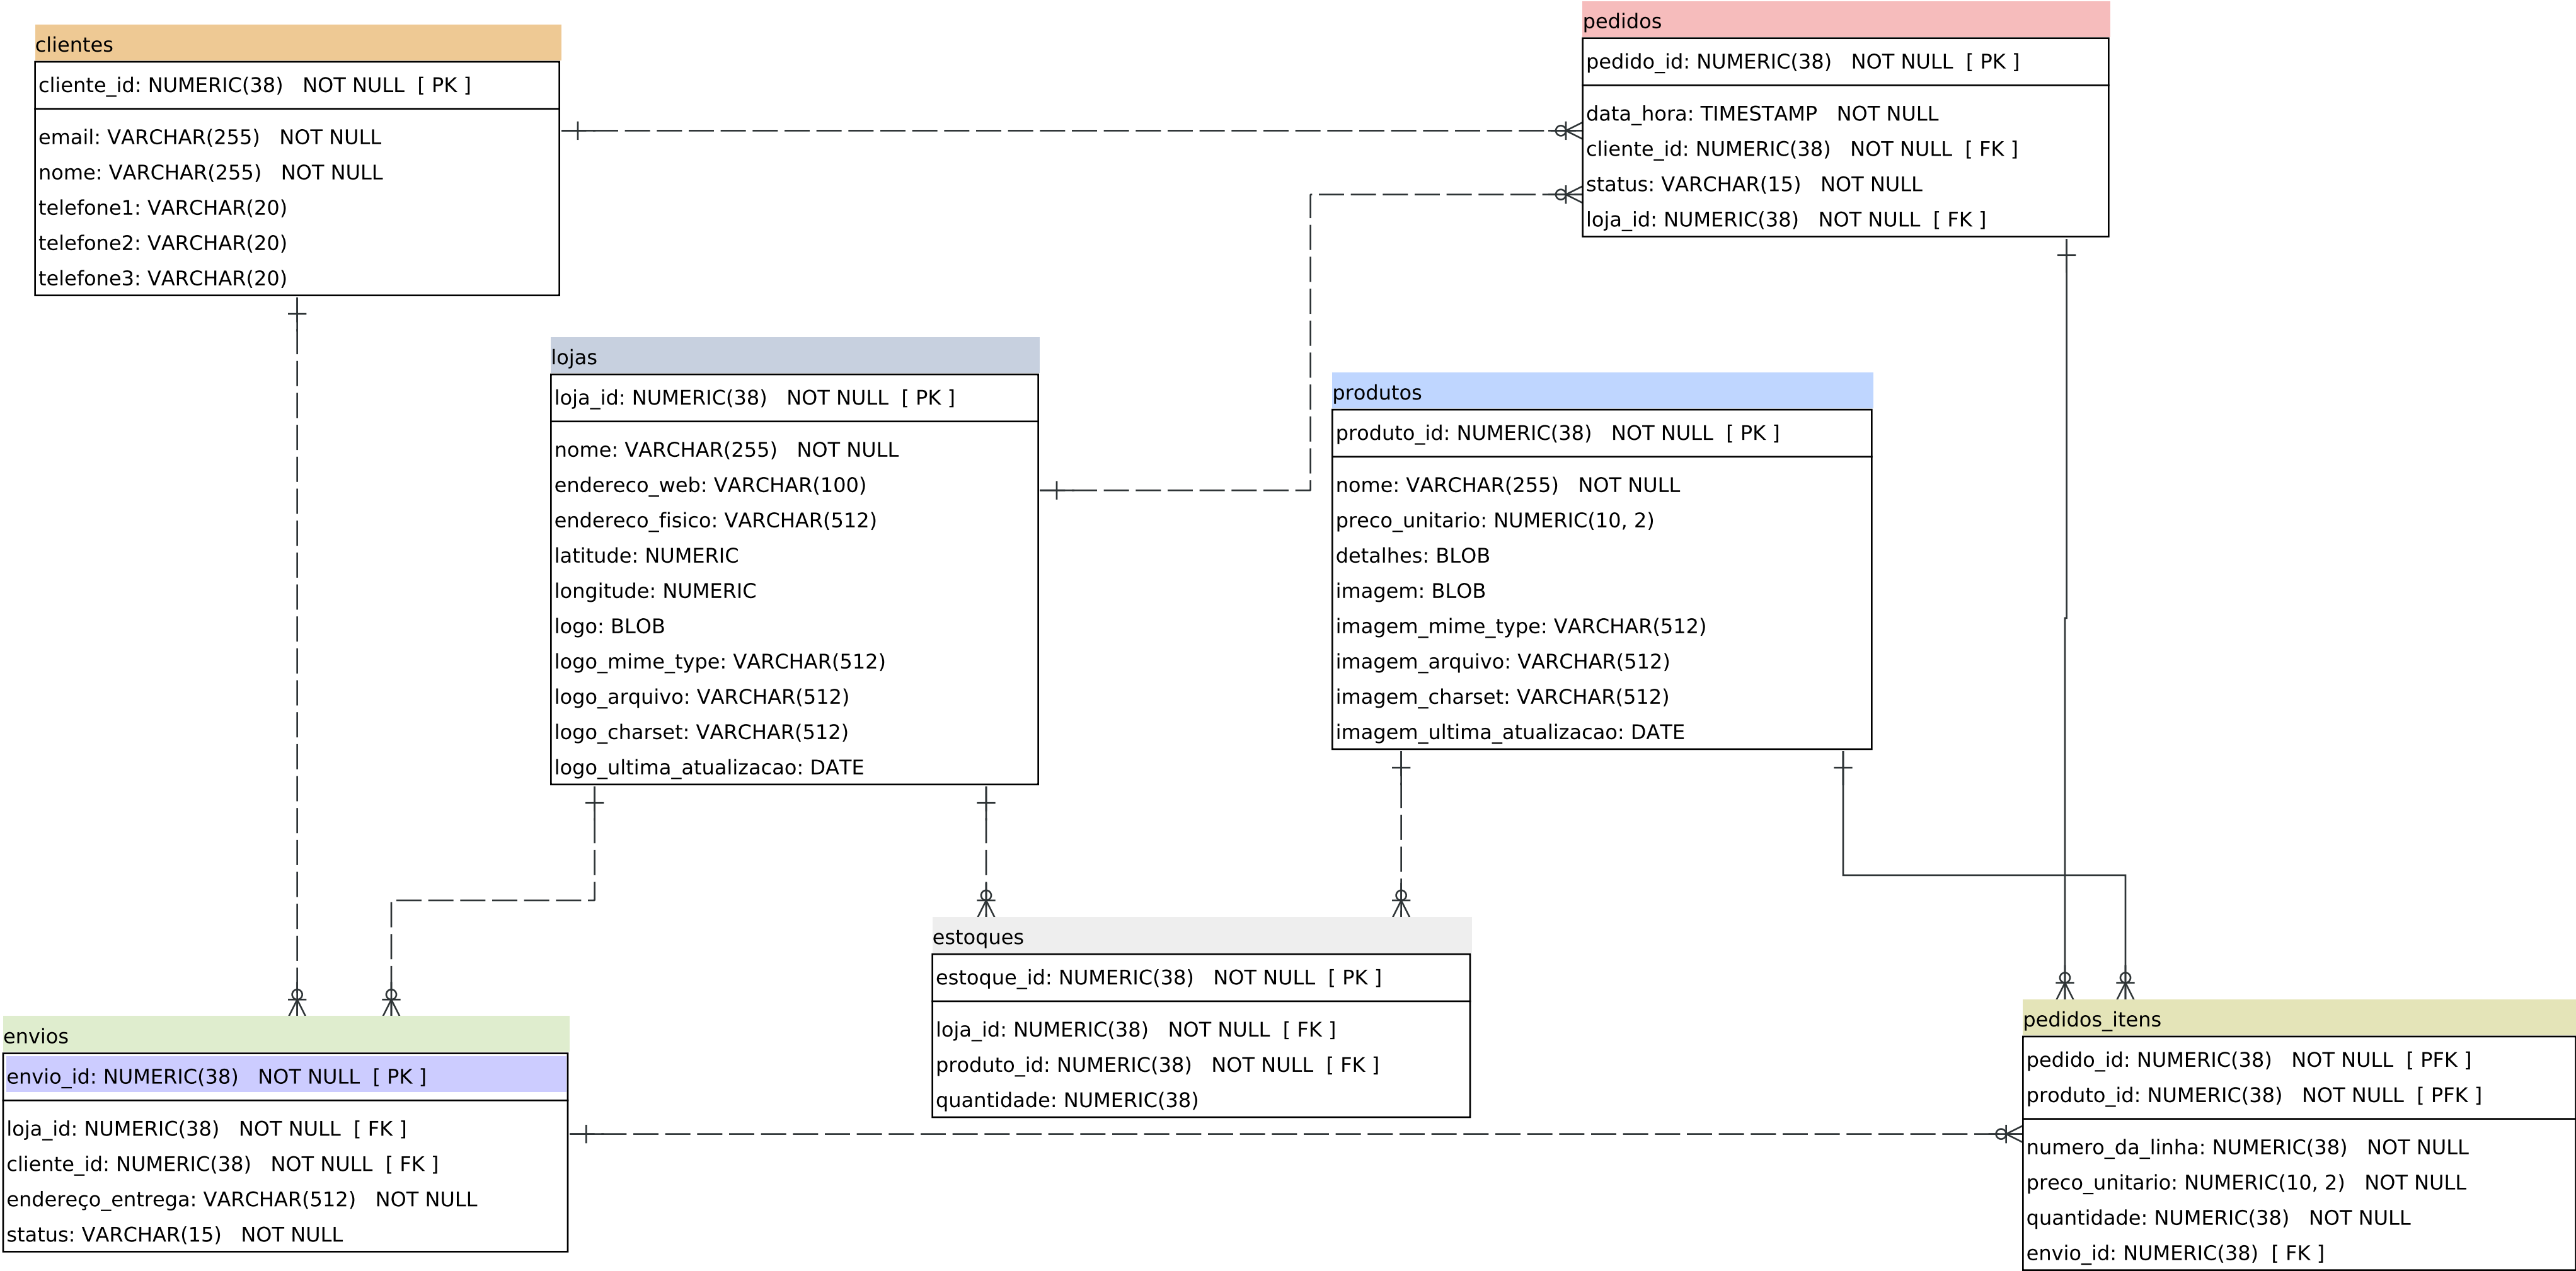 clientes
cliente_id: NUMERIC(38) NOT NULL [ PK ]
email: VARCHAR(255) NOT NULL
nome: VARCHAR(255) NOT NULL
telefone1: VARCHAR(20)
telefone2: VARCHAR(20)
telefone3: VARCHAR(20)
pedidos
pedido_id: NUMERIC(38) NOT NULL [ PK ]
data_hora: TIMESTAMP NOT NULL
cliente_id: NUMERIC(38) NOT NULL [ FK ]
status: VARCHAR(15) NOT NULL
loja_id: NUMERIC(38) NOT NULL [ FK ]
lojas
loja_id: NUMERIC(38) NOT NULL [ PK ]
nome: VARCHAR(255) NOT NULL
endereco_web: VARCHAR(100)
endereco_fisico: VARCHAR(512)
latitude: NUMERIC
longitude: NUMERIC
logo: BLOB
logo_mime_type: VARCHAR(512)
logo_arquivo: VARCHAR(512)
logo_charset: VARCHAR(512)
logo_ultima_atualizacao: DATE
produtos
produto_id: NUMERIC(38) NOT NULL [ PK ]
nome: VARCHAR(255) NOT NULL
preco_unitario: NUMERIC(10, 2)
detalhes: BLOB
imagem: BLOB
imagem_mime_type: VARCHAR(512)
imagem_arquivo: VARCHAR(512)
imagem_charset: VARCHAR(512)
imagem_ultima_atualizacao: DATE
envios
envio_id: NUMERIC(38) NOT NULL [ PK ]
loja_id: NUMERIC(38) NOT NULL [ FK ]
cliente_id: NUMERIC(38) NOT NULL [ FK ]
endereço_entrega: VARCHAR(512) NOT NULL
status: VARCHAR(15) NOT NULL
estoques
estoque_id: NUMERIC(38) NOT NULL [ PK ]
loja_id: NUMERIC(38) NOT NULL [ FK ]
produto_id: NUMERIC(38) NOT NULL [ FK ]
quantidade: NUMERIC(38)
pedidos_itens
pedido_id: NUMERIC(38) NOT NULL [ PFK ]
produto_id: NUMERIC(38) NOT NULL [ PFK ]
numero_da_linha: NUMERIC(38) NOT NULL
preco_unitario: NUMERIC(10, 2) NOT NULL
quantidade: NUMERIC(38) NOT NULL
envio_id: NUMERIC(38) [ FK ]